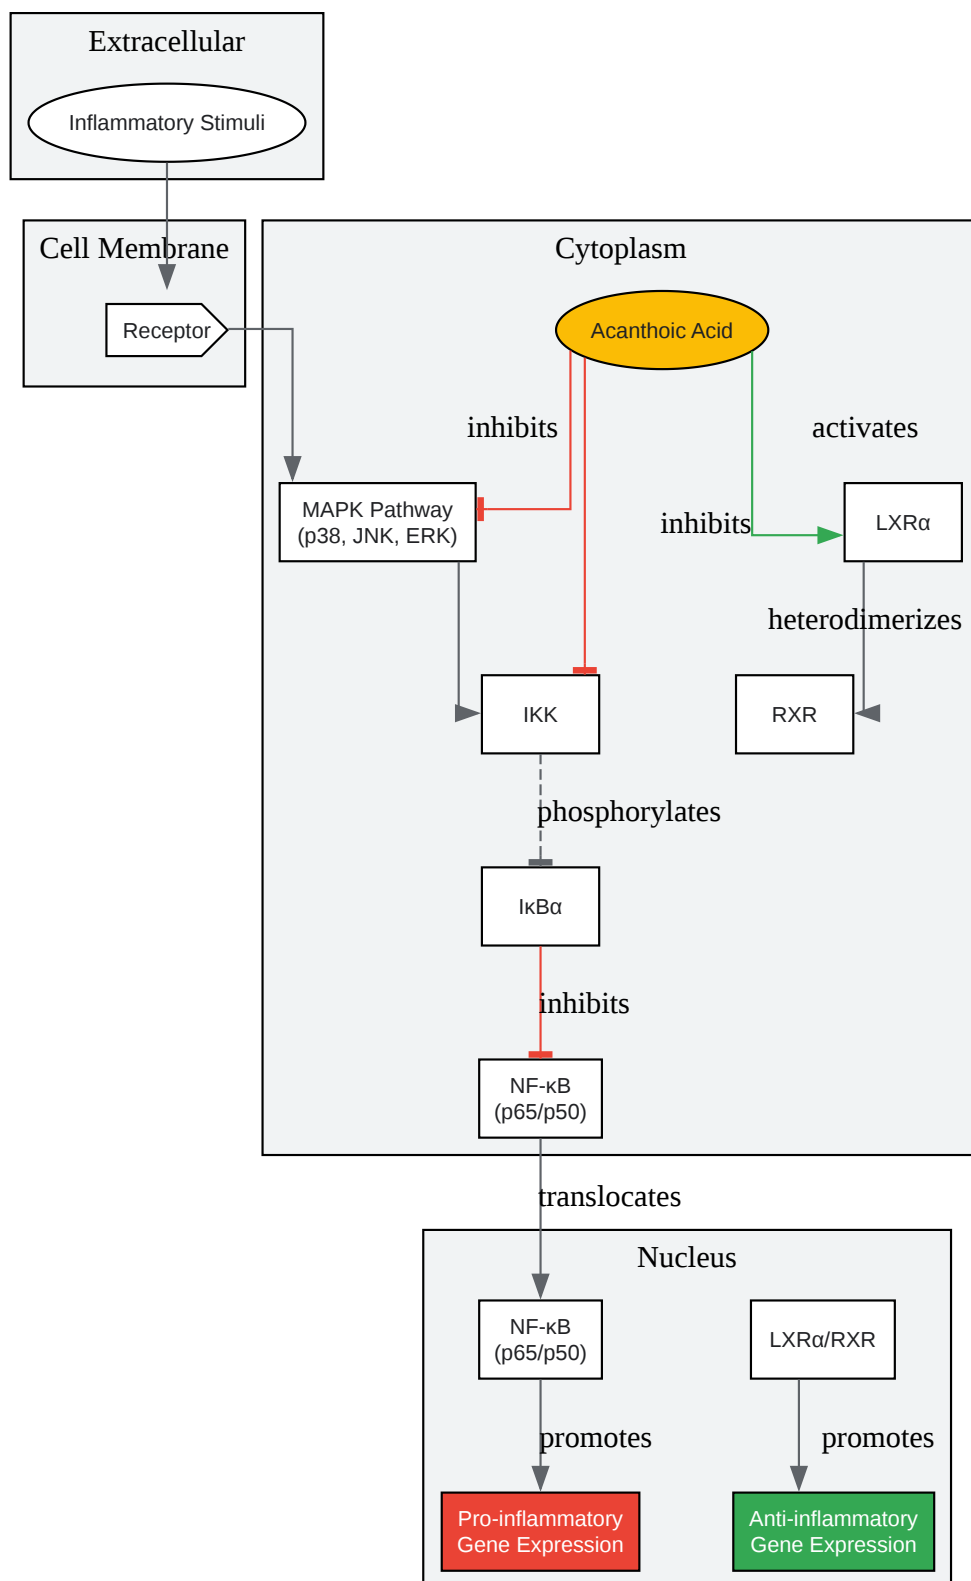 Extracellular
Inflammatory Stimuli
Cell Membrane
Receptor
Cytoplasm
Acanthoic Acid
inhibits
activates
MAPK Pathway
(p38, JNK, ERK)
inhibits
LXRα
heterodimerizes
IKK
RXR
phosphorylates
IκBα
inhibits
NF-κB
(p65/p50)
translocates
Nucleus
NF-κB
(p65/p50)
LXRα/RXR
promotes
promotes
Pro-inflammatory
Gene Expression
Anti-inflammatory
Gene Expression